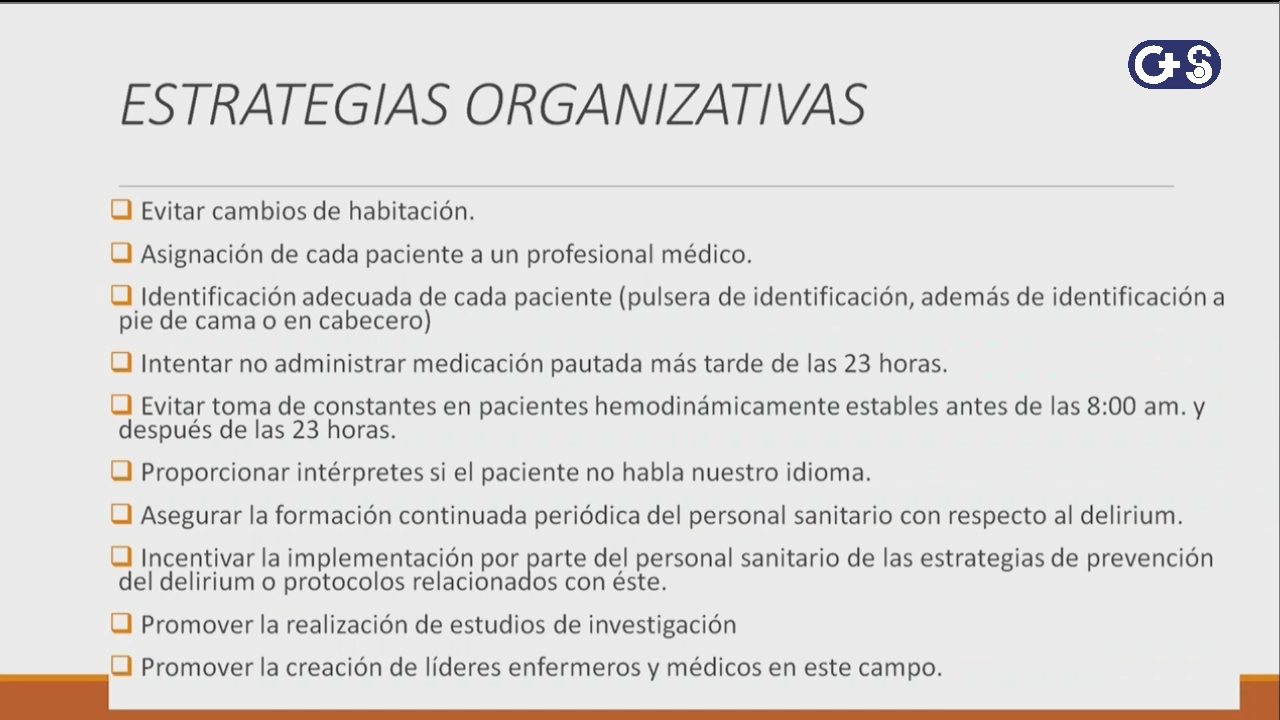 G+S
ESTRATEGIAS ORGANIZATIVAS
Evitar cambios de habitación.
Asignación de cada paciente a un profesional médico.
Identificación adecuada de cada paciente (pulsera de identificación, además de identificación a
pie de cama o en cabecero)
Intentar no administrar medicación pautada más tarde de las 23 horas.
Evitar toma de constantes en pacientes hemodinámicamente estables antes de las 8:00 am. y
después de las 23 horas.
Proporcionar intérpretes si el paciente no habla nuestro idioma.
Asegurar la formación continuada periódica del personal sanitario con respecto al delirium.
Incentivar la implementación por parte del personal sanitario de las estrategias de prevención
del delirium o protocolos relacionados con éste.
Promover la realización de estudios de investigación
Promover la creación de líderes enfermeros y médicos en este campo.